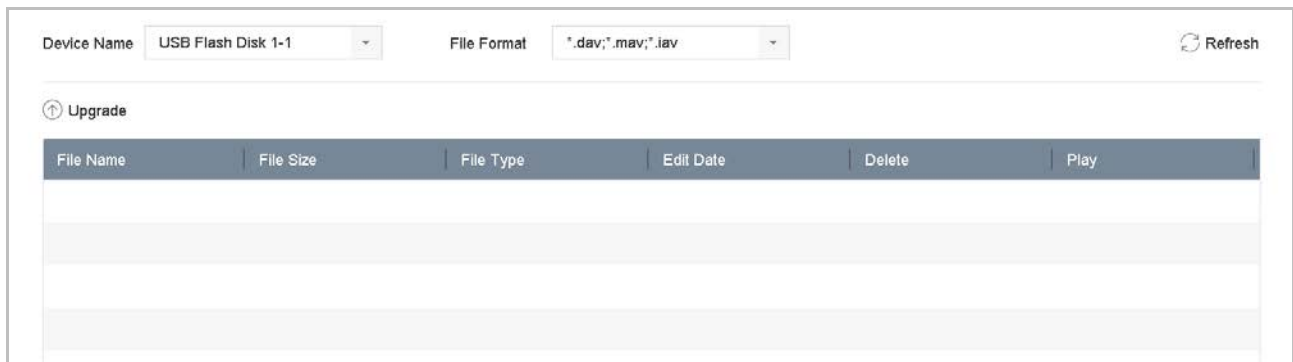 Device Name USB Flash Disk 1-1 File Format *.dav;*.mav;*.iav Refresh
Upgrade
File Name File Size File Type Edit Date Delete Play